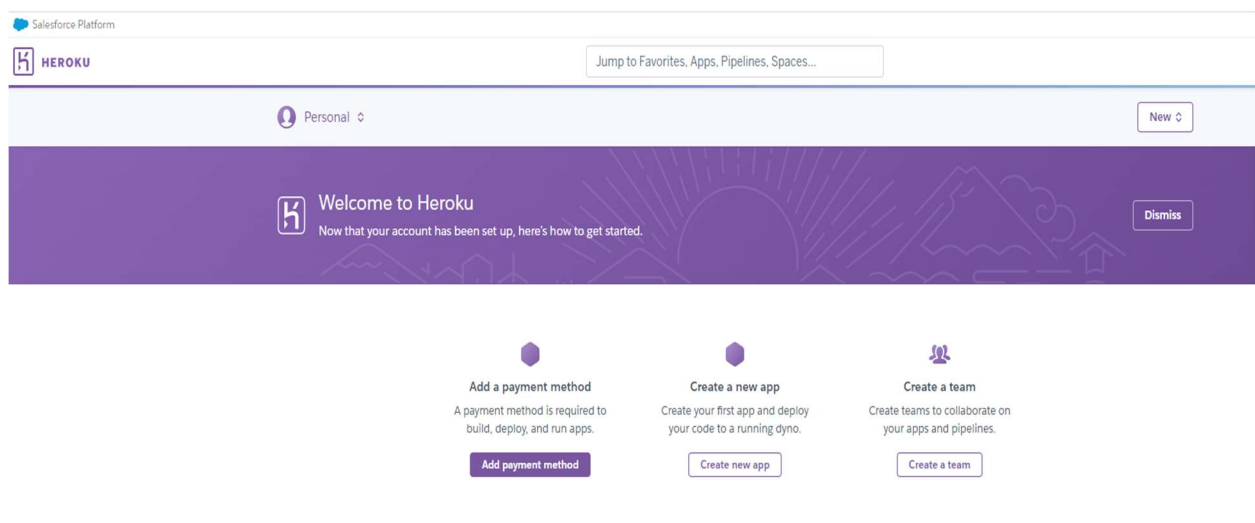 Salesforce Platform
HEROKU
Jump to Favorites, Apps, Pipelines, Spaces...
Personal
New
Welcome to Heroku
Now that your account has been set up, here's how to get started.
Dismiss
Add a payment method
A payment method is required to
build, deploy, and run apps.
Add payment method
Create a new app
Create your first app and deploy
your code to a running dyno.
Create new app
Create a team
Create teams to collaborate on
your apps and pipelines.
Create a team